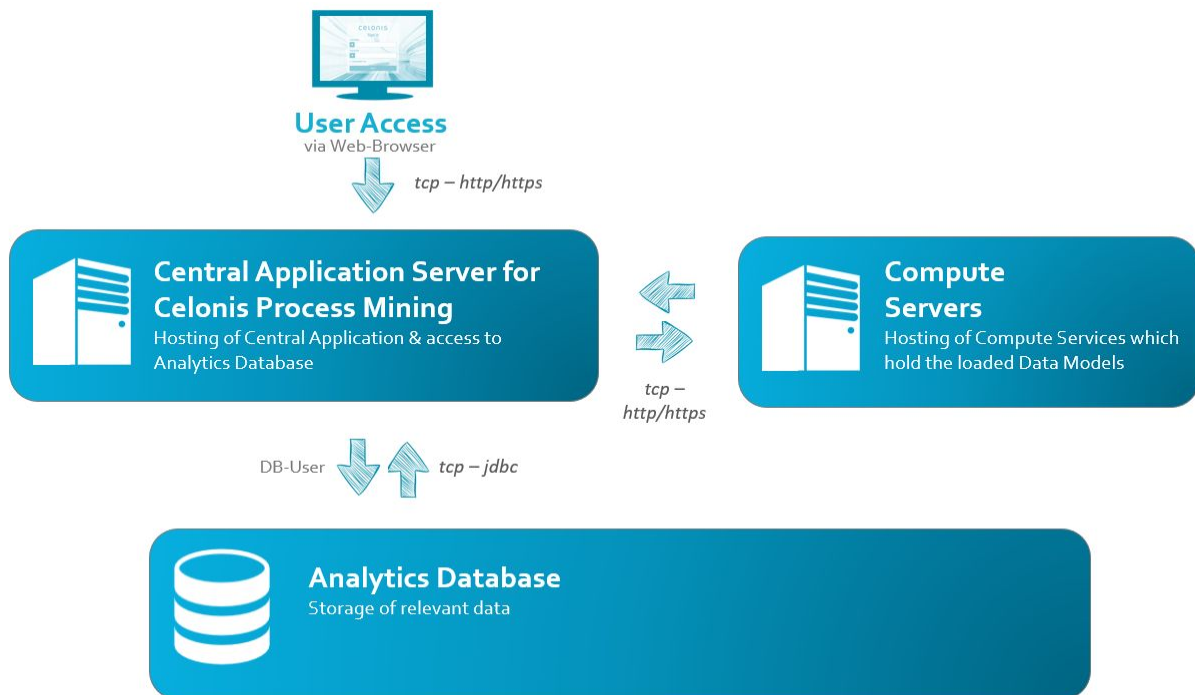 celonis
User Access
via Web-Browser
tcp – http/https
Central Application Server for
Celonis Process Mining
Hosting of Central Application & access to
Analytics Database
Compute
Servers
Hosting of Compute Services which
hold the loaded Data Models
tcp –
http/https
DB-User
tcp – jdbc
Analytics Database
Storage of relevant data